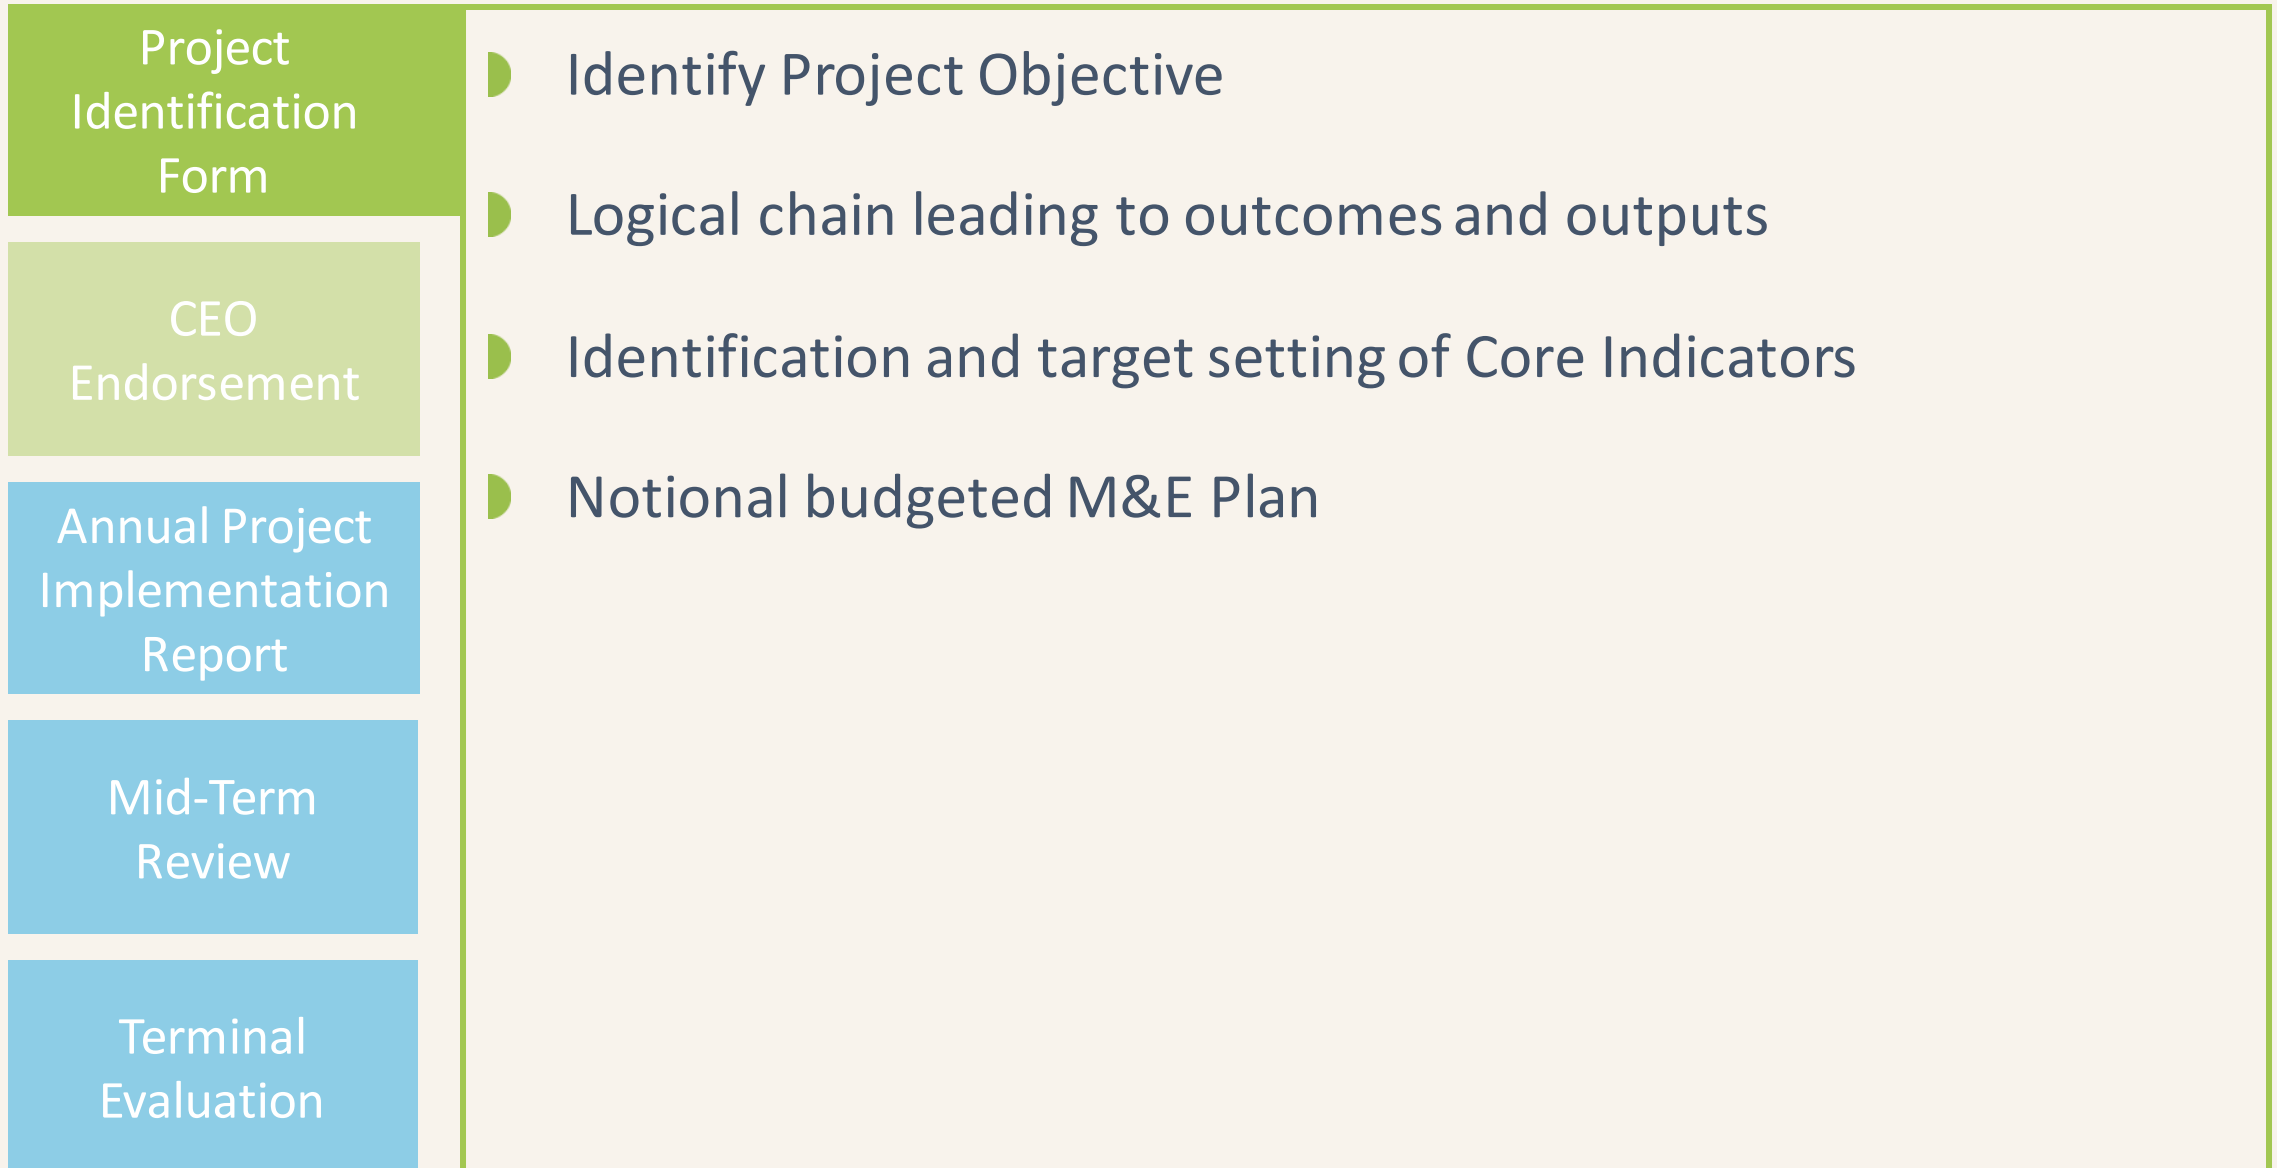 Project
Identification
Form
CEO
Endorsement
Annual Project
Implementation
Report
Mid-Term
Review
Terminal
Evaluation
Identify Project Objective
Logical chain leading to outcomes and outputs
Identification and target setting of Core Indicators
Notional budgeted M&E Plan